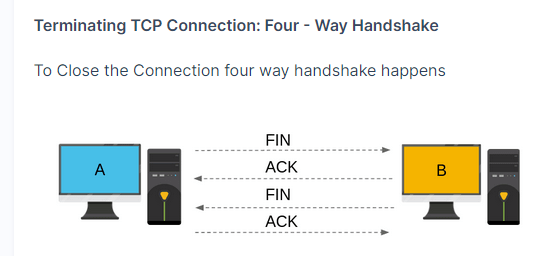 Terminating TCP Connection: Four - Way Handshake
To Close the Connection four way handshake happens
FIN
A
ACK
B
FIN
ACK